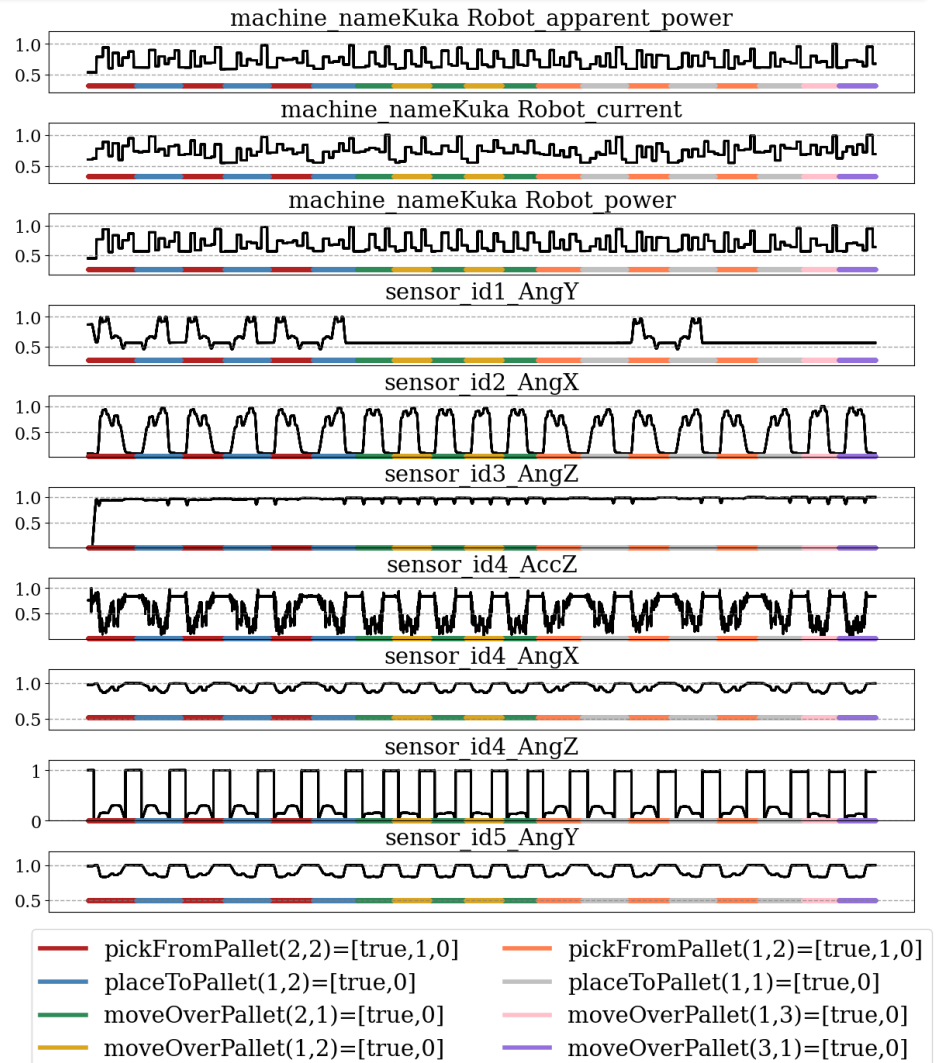 machine_nameKuka Robot_apparent_power
1.0
0.5
machine_nameKuka Robot_current
1.0
0.5
machine_nameKuka Robot_power
1.0
0.5
sensor_id1_AngY
1.0
0.5
sensor_id2_AngX
1.0
0.5
sensor_id3_AngZ
1.0
0.5
sensor_id4_AccZ
1.0
0.5
sensor_id4_AngX
1.0
0.5
sensor_id4_AngZ
1
0
sensor_id5_AngY
1.0
0.5
pickFromPallet(2,2)=[true,1,0] pickFromPallet(1,2)=[true,1,0]
placeToPallet(1,2)=[true,0] placeToPallet(1,1)=[true,0]
moveOverPallet(2,1)=[true,0] moveOverPallet(1,3)=[true,0]
moveOverPallet(1,2)=[true,0] moveOverPallet(3,1)=[true,0]